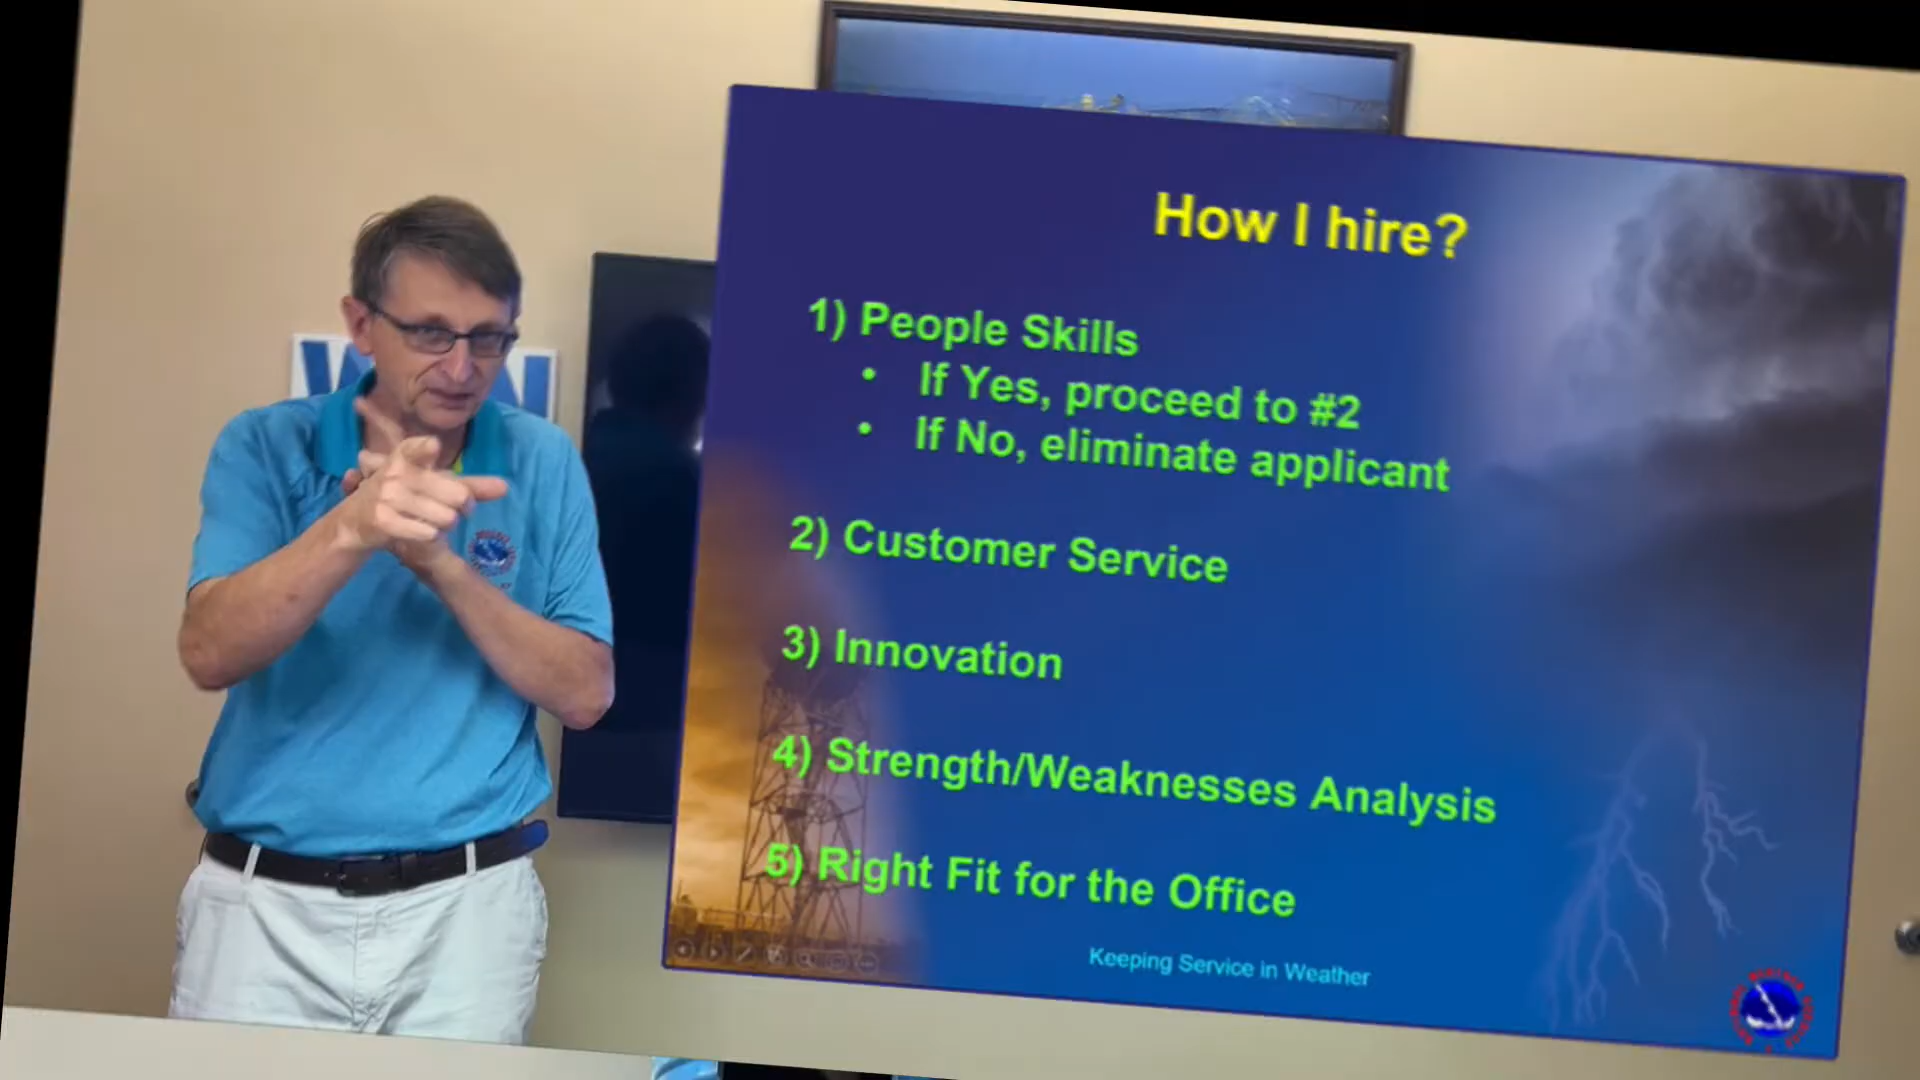 How I hire?
1) People Skills
• If Yes, proceed to #2
• If No, eliminate applicant
2) Customer Service
3) Innovation
4) Strength/Weaknesses Analysis
5) Right Fit for the Office
Keeping Service in Weather